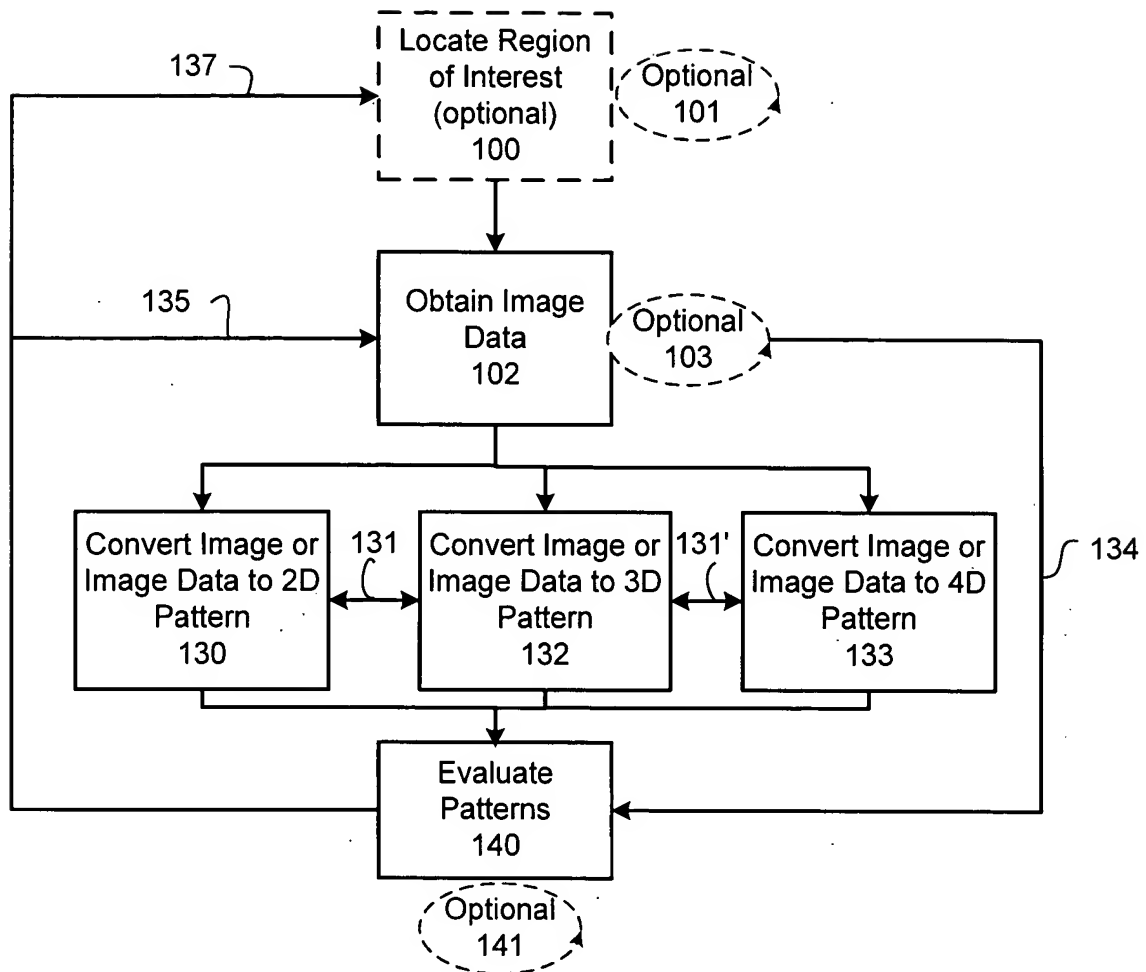 Locate Region
of Interest
(optional)
100
Optional
101
137
Obtain Image
Data
102
Optional
103
135
Convert Image or
Image Data to 2D
Pattern
130
131
Convert Image or
Image Data to 3D
Pattern
132
131'
Convert Image or
Image Data to 4D
Pattern
133
134
Evaluate
Patterns
140
Optional
141